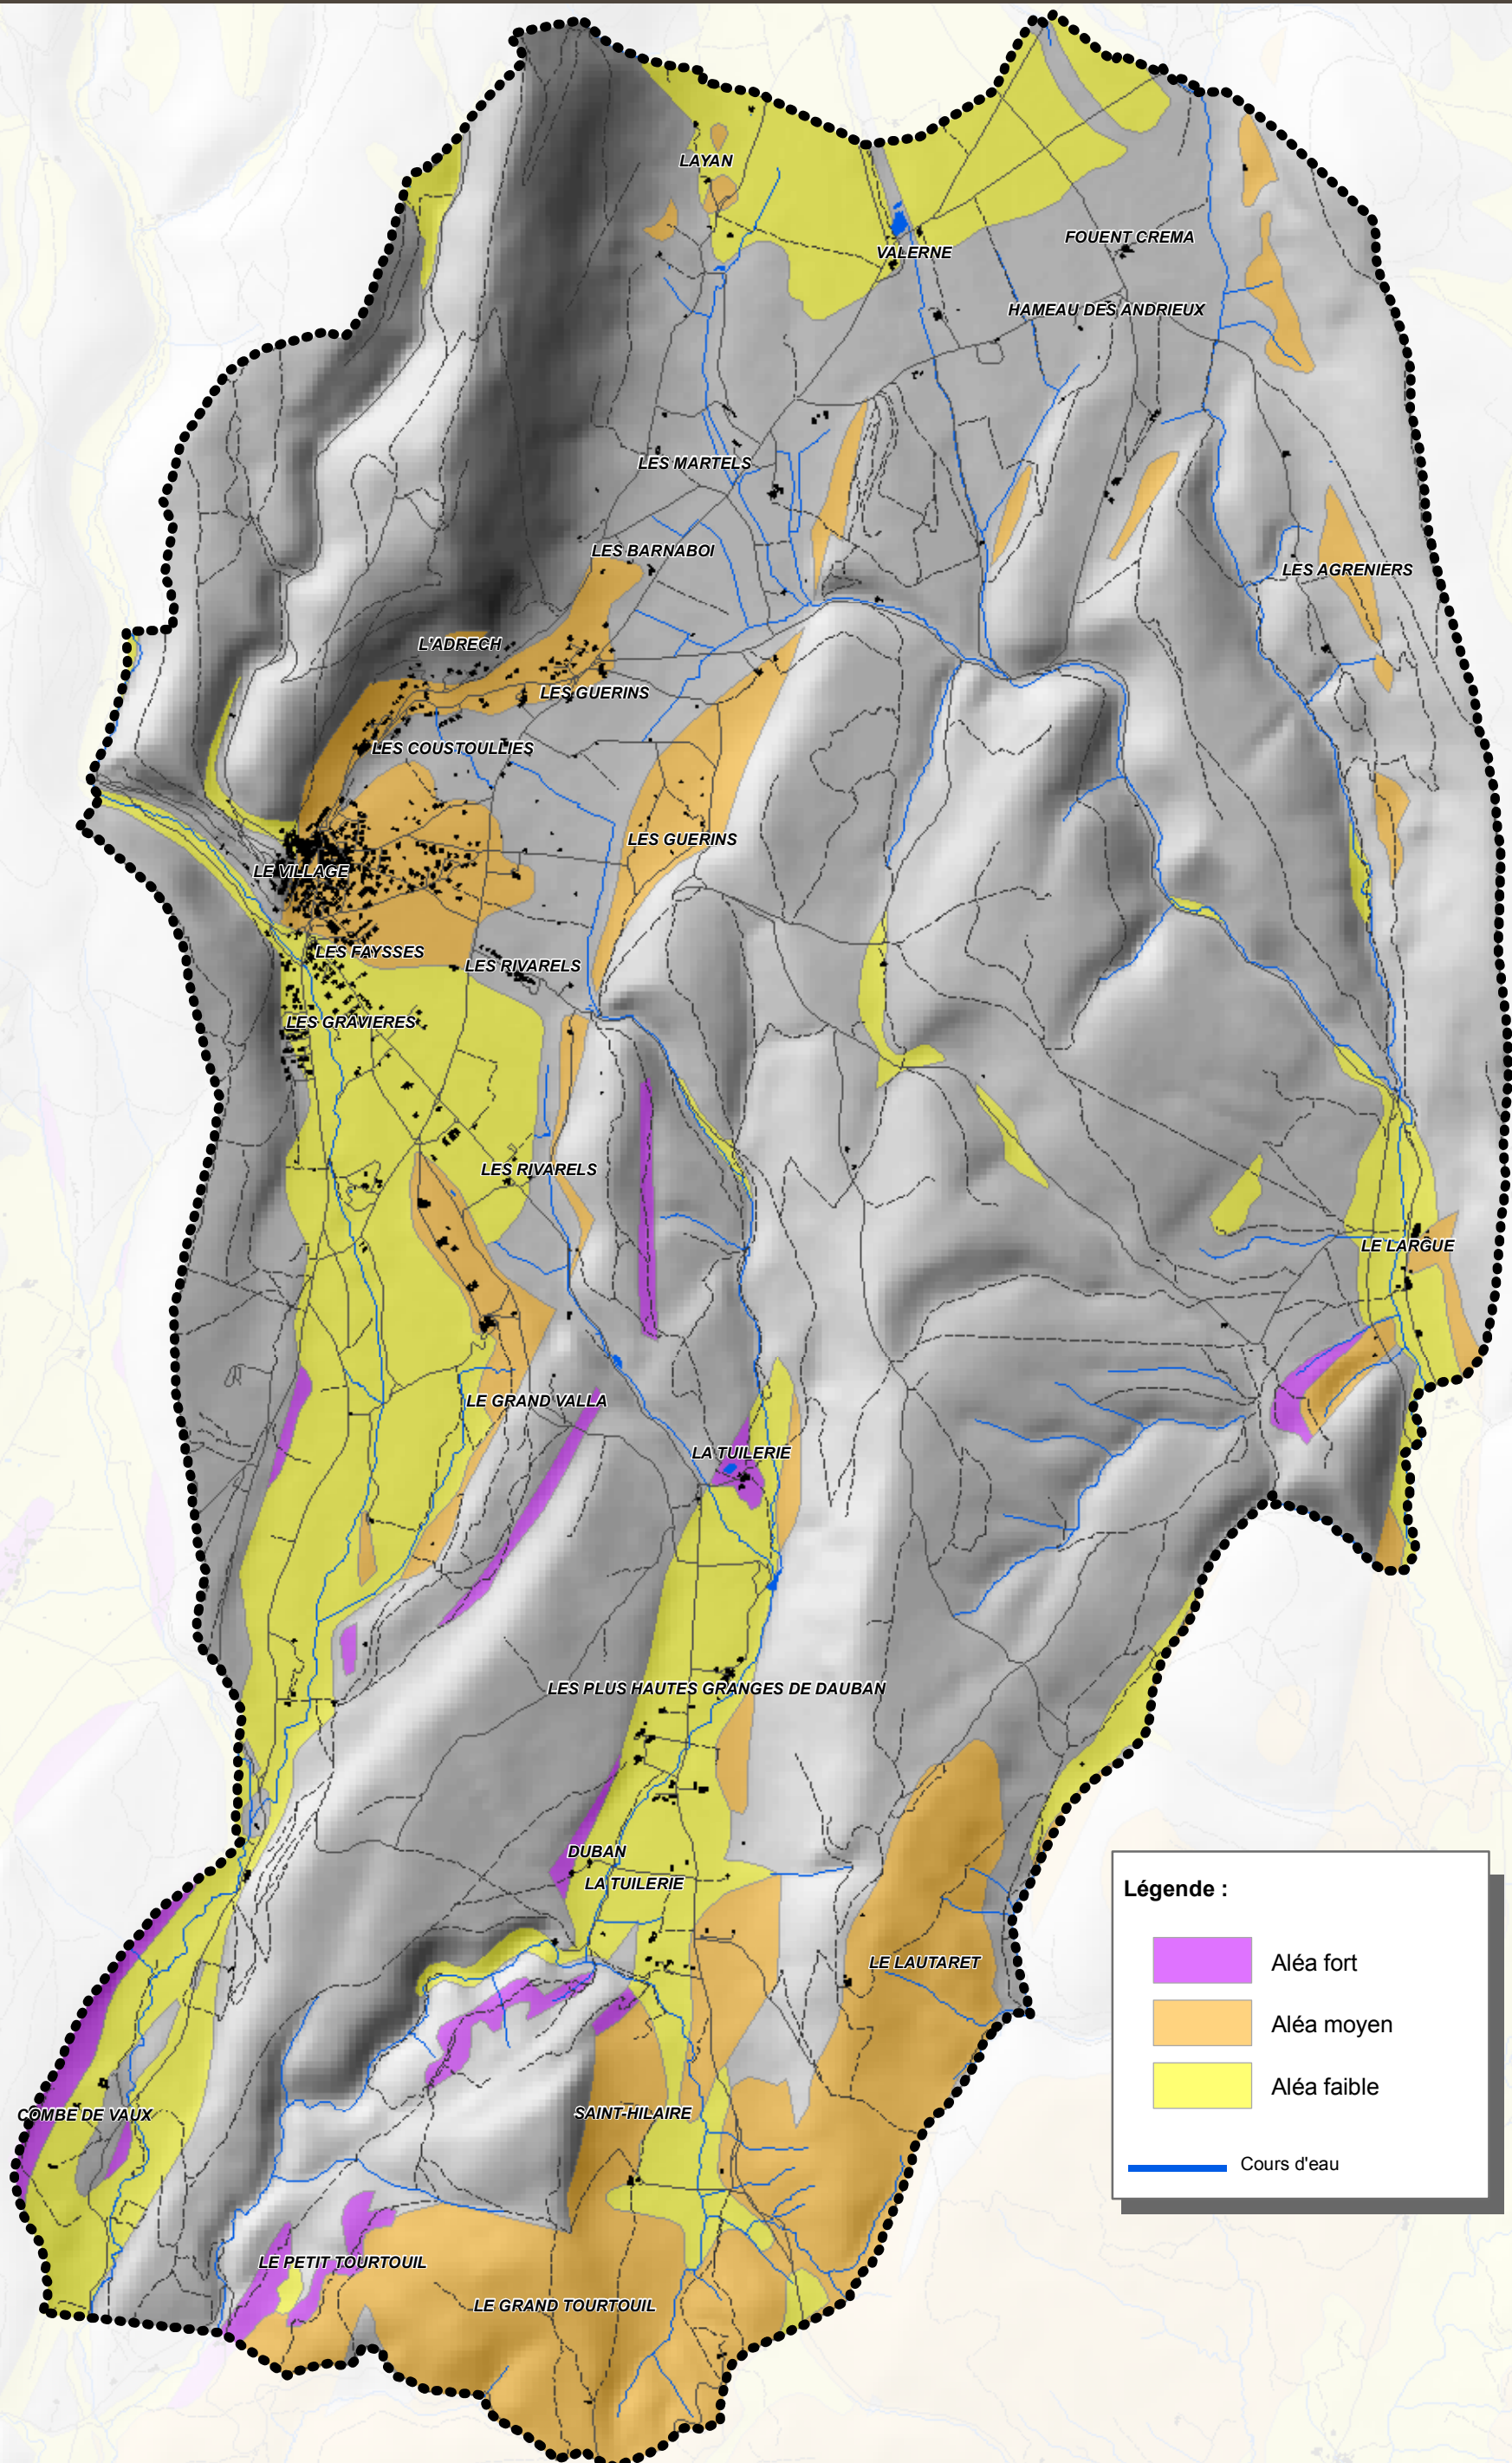 LAYAN
VALERNE
FOUENT CREMA
HAMEAU DES ANDRIEUX
LES MARTELS
LES BARNABOI
LES AGRENIERS
L'ADRECH
LES GUERINS
LES COUSTOULLIES
LES GUERINS
LE VILLAGE
LES FAYSSES
LES RIVARELS
LES GRAVIERES
LES RIVARELS
LE LARGUE
LE GRAND VALLA
LA TUILERIE
LES PLUS HAUTES GRANGES DE DAUBAN
DUBAN
LA TUILERIE
LE LAUTARET
COMBE DE VAUX
SAINT-HILAIRE
LE PETIT TOURTOUIL
LE GRAND TOURTOUIL
Légende :
Aléa fort
Aléa moyen
Aléa faible
Cours d'eau